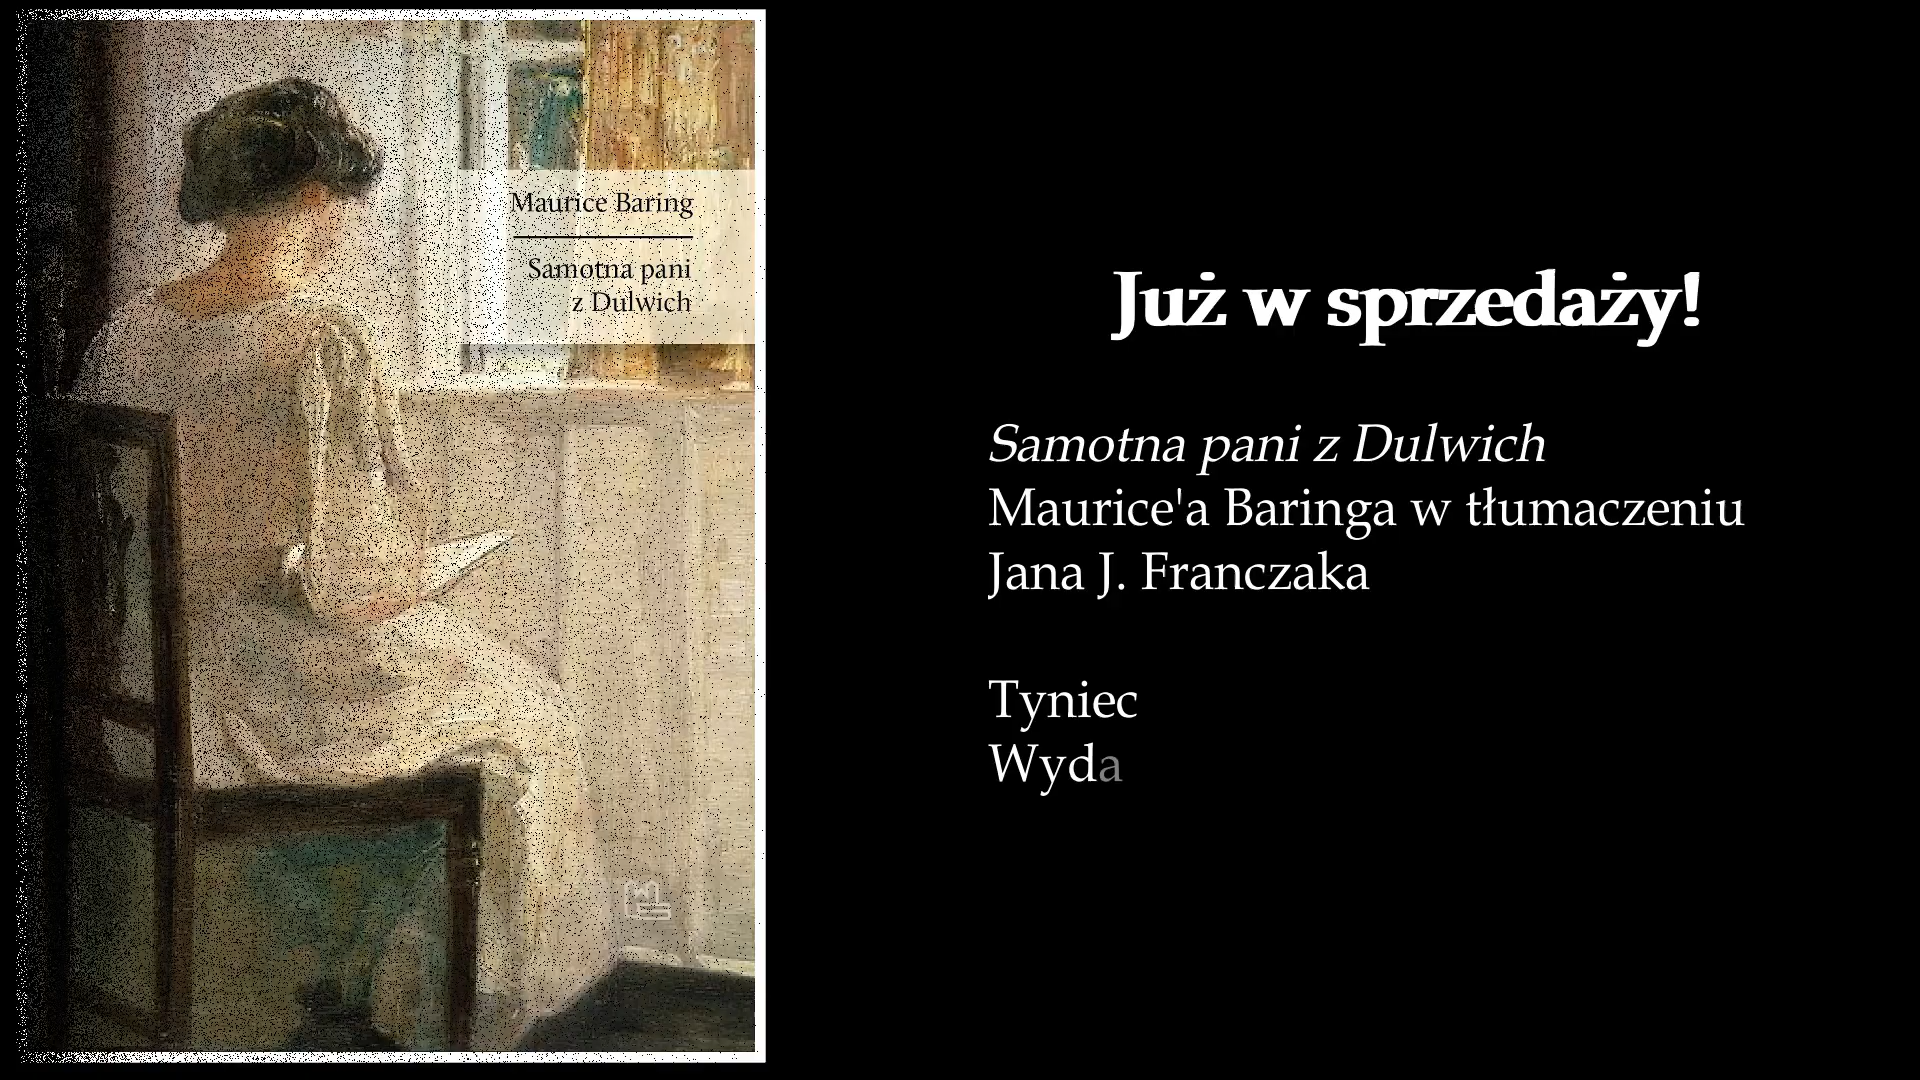 Maurice Baring
Samotna pani
z Dulwich
Już w sprzedaży!
Samotna pani z Dulwich
Maurice'a Baringa w tłumaczeniu
Jana J. Franczaka
Tyniec
Wyda